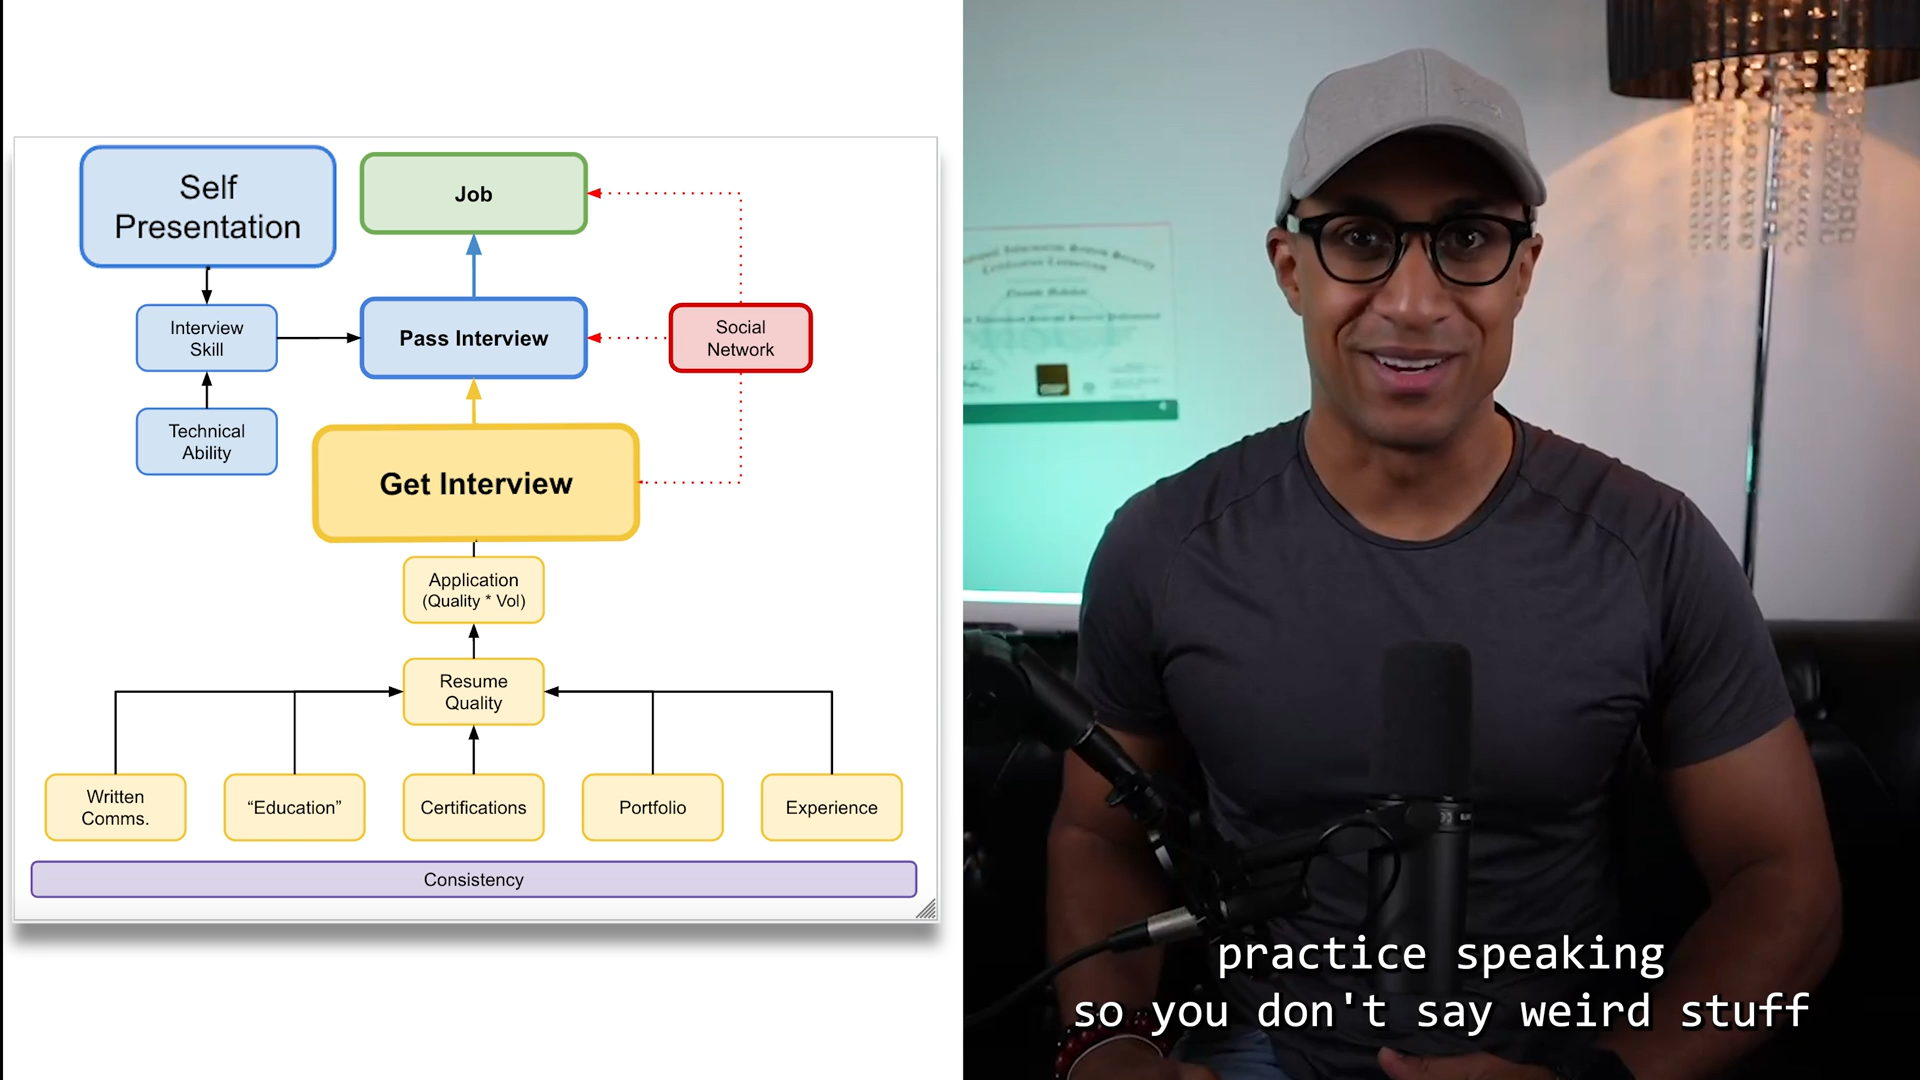 Self
Presentation
Job
Interview
Skill
Pass Interview
Social
Network
Technical
Ability
Get Interview
Application
(Quality * Vol)
Resume
Quality
Written
Comms.
“Education”
Certifications
Portfolio
Experience
Consistency
practice speaking
so you don't say weird stuff